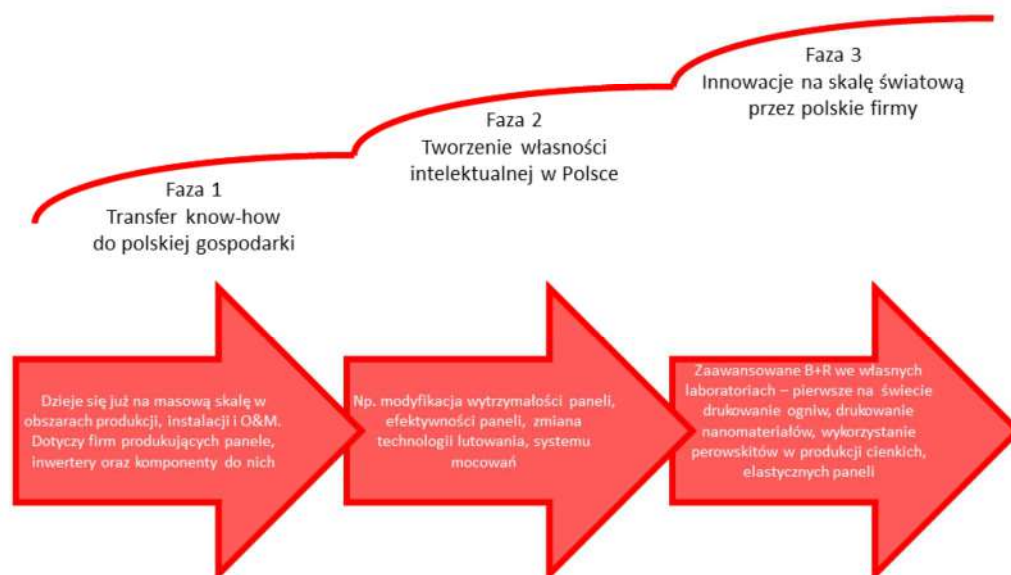 Faza 1
Transfer know-how
do polskiej gospodarki
Faza 2
Tworzenie własności
intelektualnej w Polsce
Faza 3
Innowacje na skalę światową
przez polskie firmy
Dzieje się już na masową skalę w
obszarach produkcji, instalacji i O&M.
Dotyczy firm produkujących panele,
inwertery oraz komponenty do nich
Np. modyfikacja wytrzymałości paneli,
efektywności paneli, zmiana
technologii lutowania, systemu
mocowań
Zaawansowane B+R we własnych
laboratoriach – pierwsze na świecie
drukowanie ogniw, drukowanie
nanomateriałów, wykorzystanie
perowskitów w produkcji cienkich,
elastycznych paneli